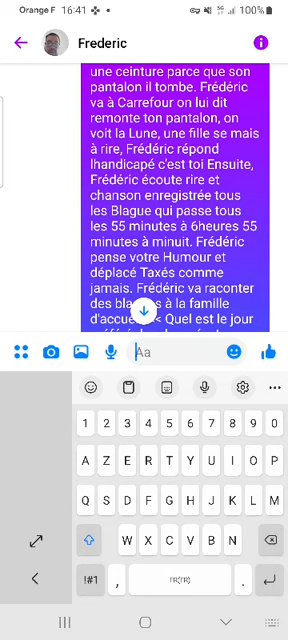 Orange F 16:41 100%
Frederic
une ceinture parce que son
pantalon il tombe. Frédéric
va à Carrefour on lui dit
remonte ton pantalon, on
voit la Lune, une fille se mais
à rire, Frédéric répond
lhandicapé c'est toi Ensuite,
Frédéric écoute rire et
chanson enregistrée tous
les Blague qui passe tous
les 55 minutes à 6heures 55
minutes à minuit. Frédéric
pense votre Humour et
déplacé Taxés comme
jamais. Frédéric va raconter
des à la famille
< Quel est le jour
Aa
1 2 3 4 5 6 7 8 9 0
A Z E R T Y U I O P
Q S D F G H J K L M
W X C V B N
!#1 , FR(FR) .